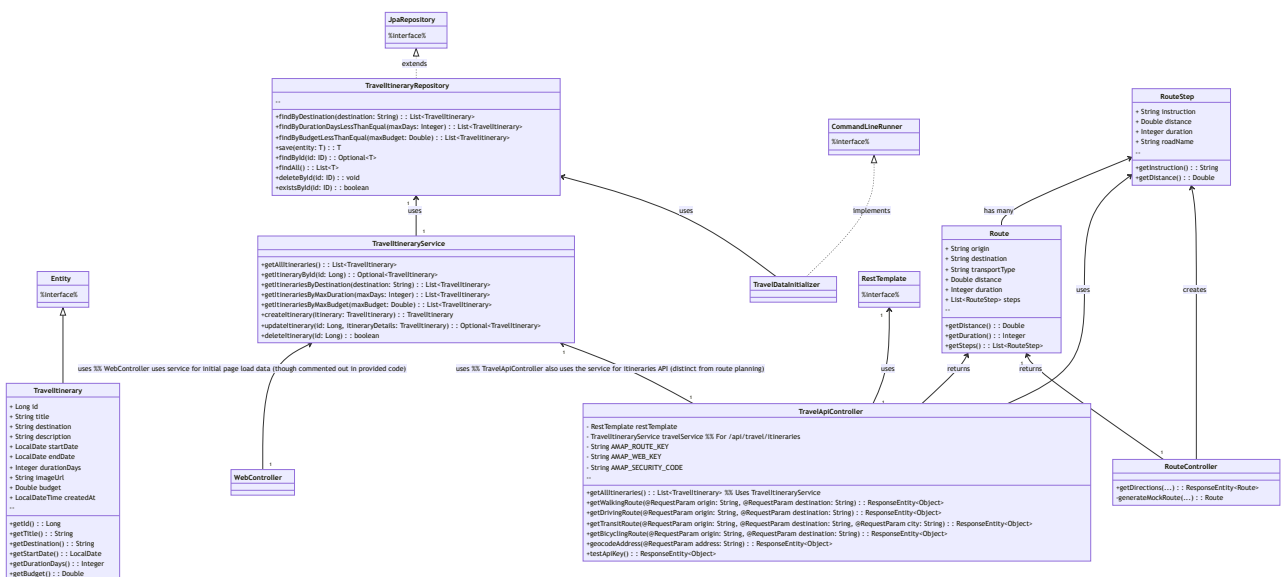 JpaRepository
%interface%
extends
TravelItineraryRepository
--
+findByDestination(destination: String) : : List<TravelItinerary>
+findByDurationDaysLessThanEqual(maxDays: Integer) : : List<TravelItinerary>
+findByBudgetLessThanEqual(maxBudget: Double) : : List<TravelItinerary>
+save(entity: T) : : T
+findById(id: ID) : : Optional<T>
+findAll() : : List<T>
+deleteById(id: ID) : : void
+existsById(id: ID) : : boolean
CommandLineRunner
%interface%
RouteStep
+ String instruction
+ Double distance
+ Integer duration
+ String roadName
--
+getInstruction() : : String
+getDistance() : : Double
1
uses
1
uses
implements
has many
TravelItineraryService
+getAllItineraries() : : List<TravelItinerary>
+getItineraryById(id: Long) : : Optional<TravelItinerary>
+getItinerariesByDestination(destination: String) : : List<TravelItinerary>
+getItinerariesByMaxDuration(maxDays: Integer) : : List<TravelItinerary>
+getItinerariesByMaxBudget(maxBudget: Double) : : List<TravelItinerary>
+createItinerary(itinerary: TravelItinerary) : : TravelItinerary
+updateItinerary(id: Long, itineraryDetails: TravelItinerary) : : Optional<TravelItinerary>
+deleteItinerary(id: Long) : : boolean
Route
+ String origin
+ String destination
+ String transportType
+ Double distance
+ Integer duration
+ List<RouteStep> steps
--
+getDistance() : : Double
+getDuration() : : Integer
+getSteps() : : List<RouteStep>
Entity
%interface%
TravelDataInitializer
RestTemplate
%interface%
uses
creates
1
1
1
1
uses %% WebController uses service for initial page load data (though commented out in provided code)
uses %% TravelApiController also uses the service for itineraries API (distinct from route planning)
uses
returns
returns
TravelItinerary
+ Long id
+ String title
+ String destination
+ String description
+ LocalDate startDate
+ LocalDate endDate
+ Integer durationDays
+ String imageUrl
+ Double budget
+ LocalDateTime createdAt
--
+getId() : : Long
+getTitle() : : String
+getDestination() : : String
+getStartDate() : : LocalDate
+getDurationDays() : : Integer
+getBudget() : : Double
1
WebController
1
1
TravelApiController
- RestTemplate restTemplate
- TravelItineraryService travelService %% For /api/travel/itineraries
- String AMAP_ROUTE_KEY
- String AMAP_WEB_KEY
- String AMAP_SECURITY_CODE
--
+getAllItineraries() : : List<TravelItinerary> %% Uses TravelItineraryService
+getWalkingRoute(@RequestParam origin: String, @RequestParam destination: String) : : ResponseEntity<Object>
+getDrivingRoute(@RequestParam origin: String, @RequestParam destination: String) : : ResponseEntity<Object>
+getTransitRoute(@RequestParam origin: String, @RequestParam destination: String, @RequestParam city: String) : : ResponseEntity<Object>
+getBicyclingRoute(@RequestParam origin: String, @RequestParam destination: String) : : ResponseEntity<Object>
+geocodeAddress(@RequestParam address: String) : : ResponseEntity<Object>
+testApiKey() : : ResponseEntity<Object>
1
RouteController
+getDirections(...) : : ResponseEntity<Route>
-generateMockRoute(...) : : Route